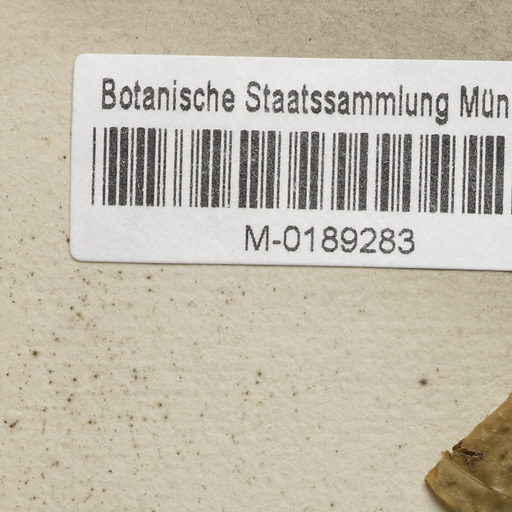 Botanische Staatssammlung Mün
M-0189283